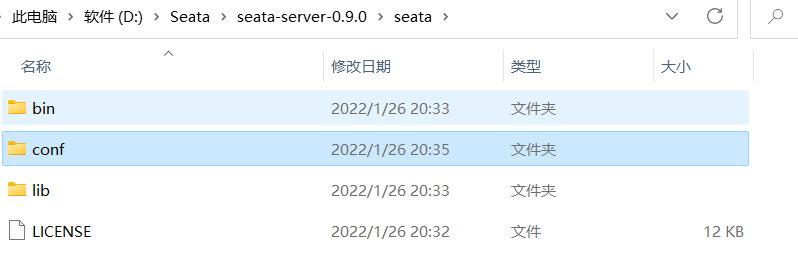 此电脑 > 软件 (D:) > Seata > seata-server-0.9.0 > seata >
名称 修改日期 类型 大小
bin 2022/1/26 20:33 文件夹
conf 2022/1/26 20:35 文件夹
lib 2022/1/26 20:33 文件夹
LICENSE 2022/1/26 20:32 文件 12 KB